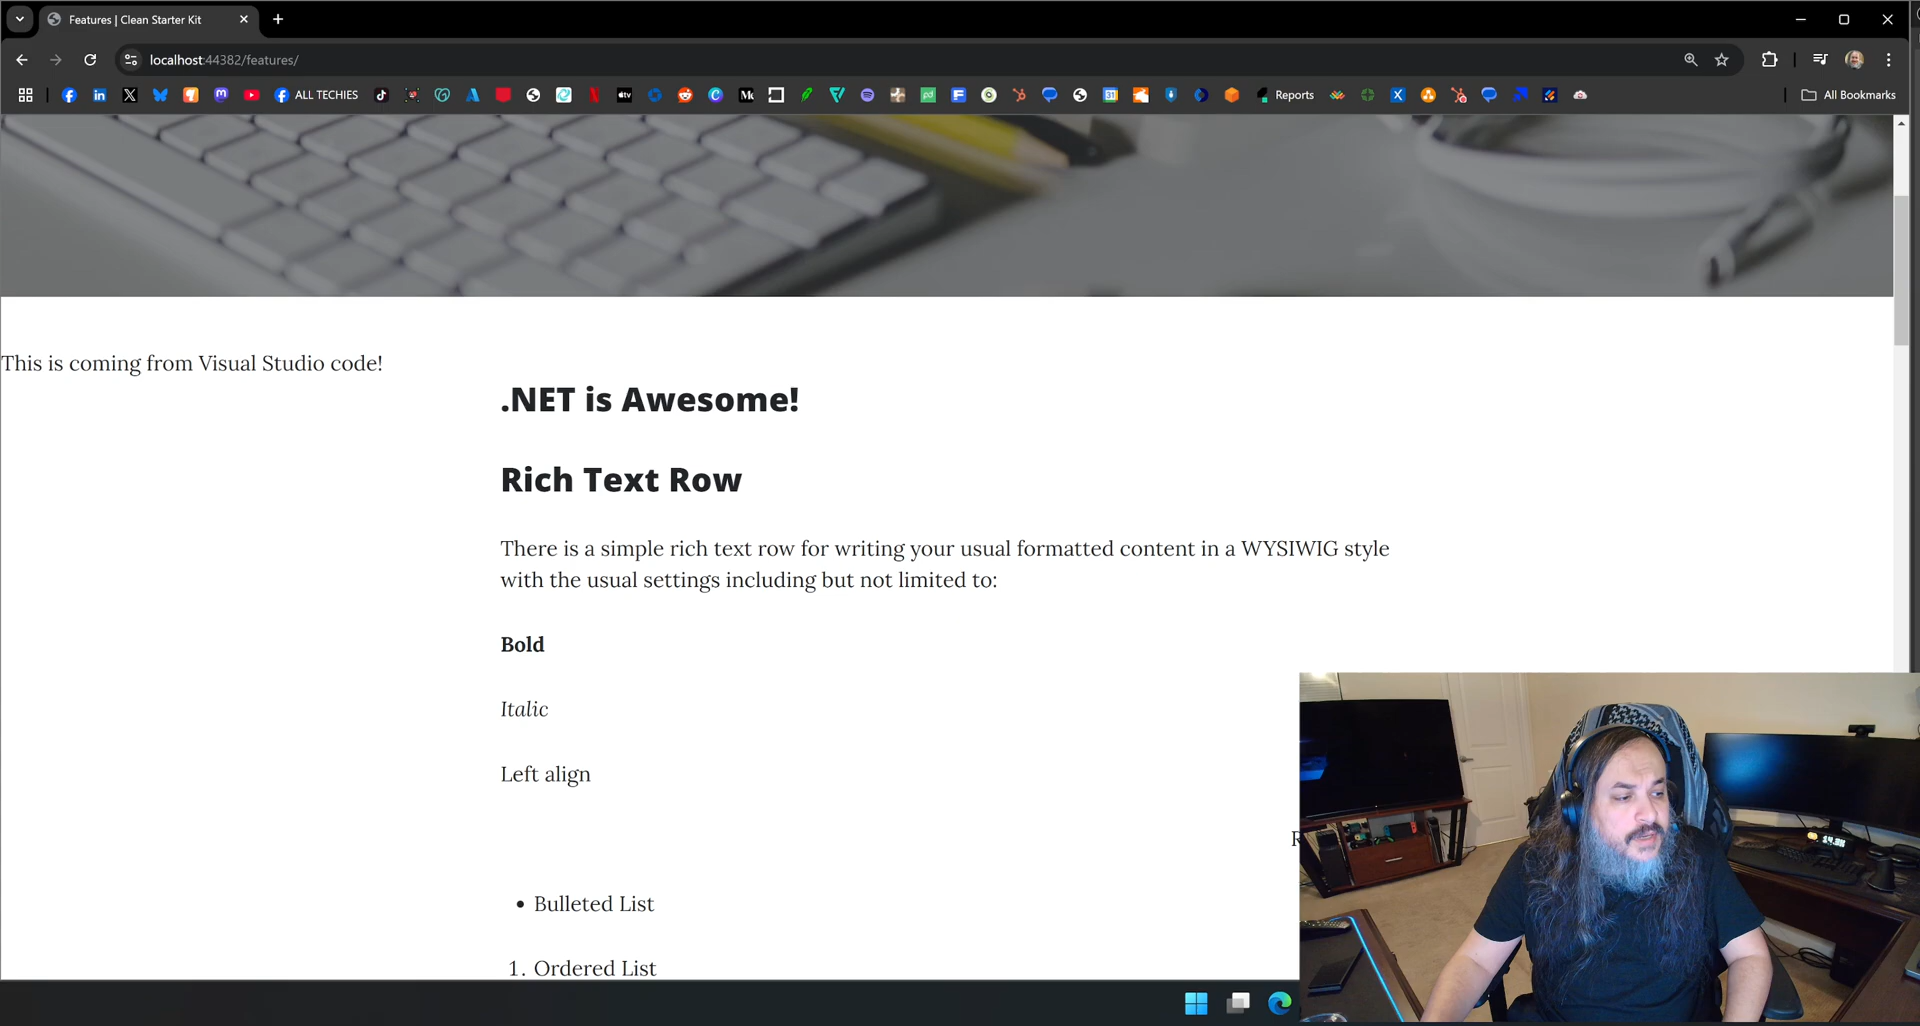 Features | Clean Starter Kit
localhost:44382/features/
ALL TECHIES
Reports
All Bookmarks
This is coming from Visual Studio code!
.NET is Awesome!
Rich Text Row
There is a simple rich text row for writing your usual formatted content in a WYSIWIG style
with the usual settings including but not limited to:
Bold
Italic
Left align
• Bulleted List
1. Ordered List